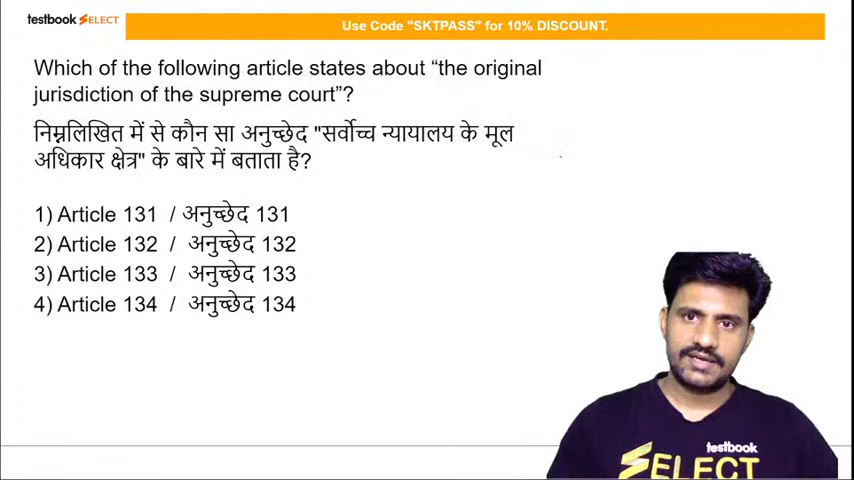 testbook SELECT
Use Code "SKTPASS" for 10% DISCOUNT.
Which of the following article states about “the original
jurisdiction of the supreme court”?
निम्नलिखित में से कौन सा अनुच्छेद "सर्वोच्च न्यायालय के मूल
अधिकार क्षेत्र" के बारे में बताता है?
1) Article 131 / अनुच्छेद 131
2) Article 132 / अनुच्छेद 132
3) Article 133 / अनुच्छेद 133
4) Article 134 / अनुच्छेद 134
testbook
SELECT